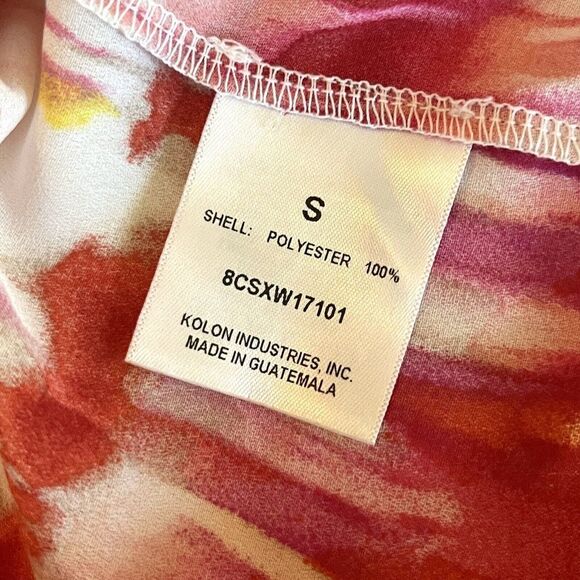 S
SHELL: POLYESTER 100%
8CSXW17101
KOLON INDUSTRIES, INC.
MADE IN GUATEMALA